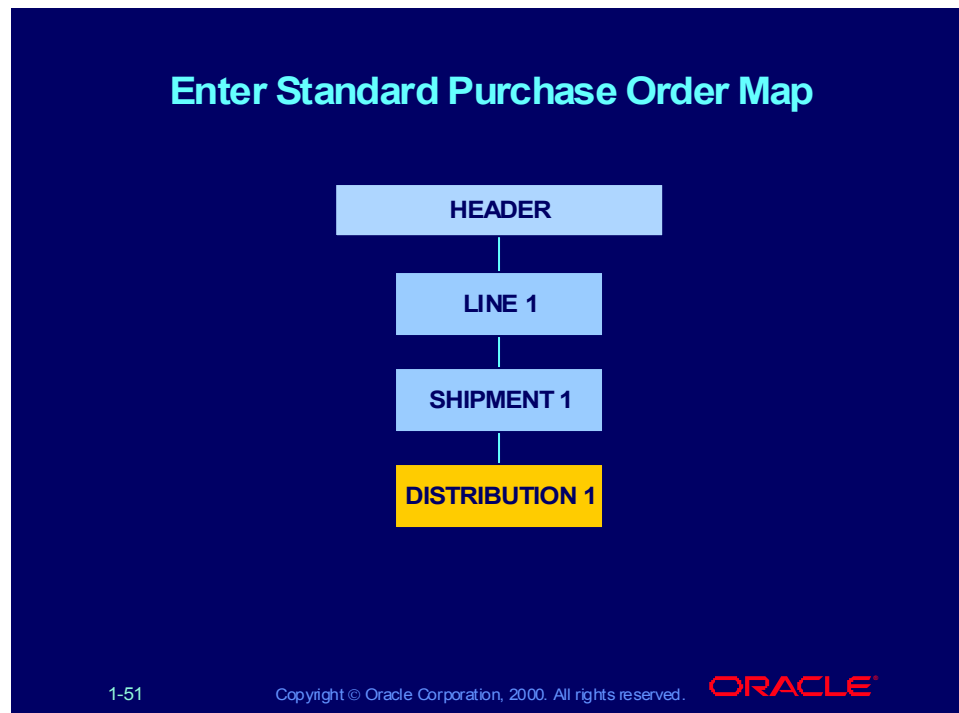 Enter Standard Purchase Order Map
HEADER
LINE 1
SHIPMENT 1
DISTRIBUTION 1
1-51
Copyright © Oracle Corporation, 2000. All rights reserved.
ORACLE®